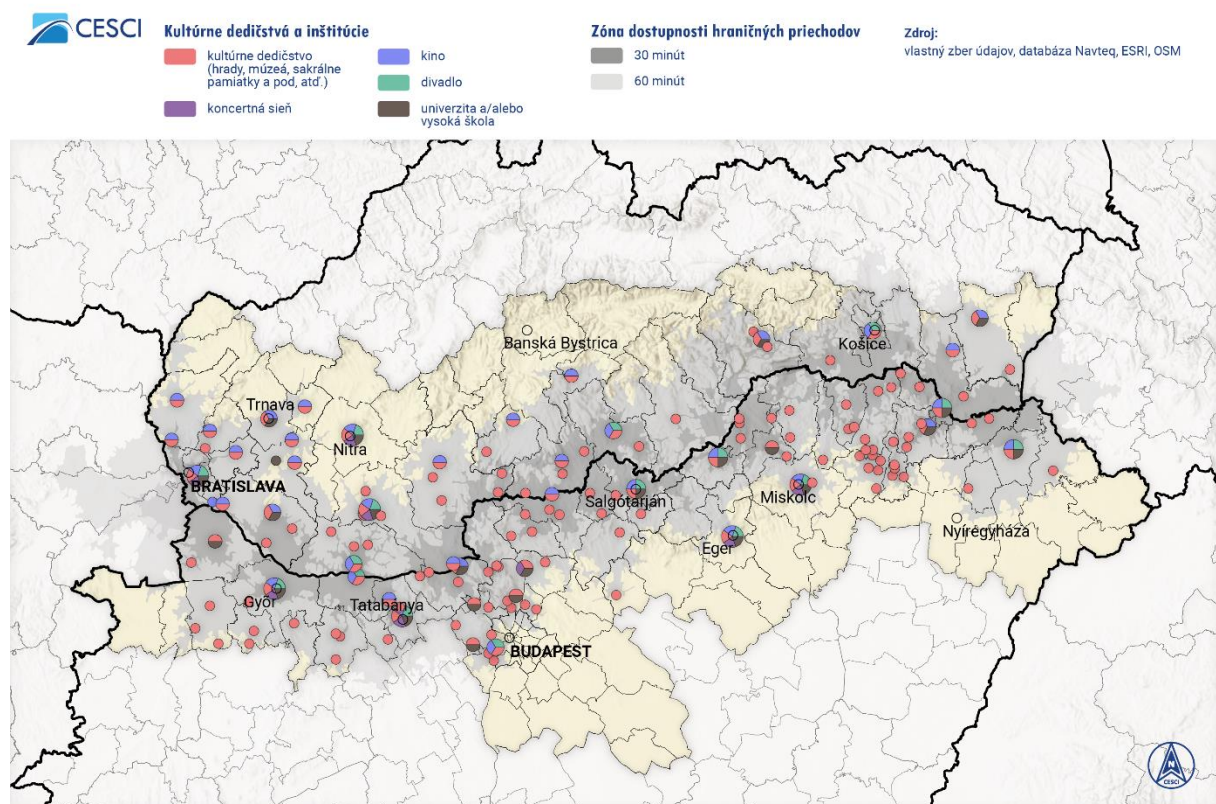 CESCI
Kultúrne dedičstvá a inštitúcie
kultúrne dedičstvo
(hrady, múzeá, sakrálne
pamiatky a pod, atď.)
koncertná sieň
kino
divadlo
univerzita a/alebo
vysoká škola
Zóna dostupnosti hraničných priechodov
30 minút
60 minút
Zdroj:
vlastný zber údajov, databáza Navteq, ESRI, OSM
Banská Bystrica
Košice
Trnava
Nitra
BRATISLAVA
Salgótarján
Miskolc
Nyíregyháza
Eger
Győr
Tatabánya
BUDAPEST
CESCI